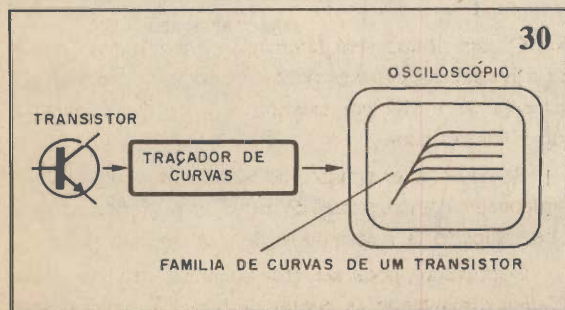 30
OSCILOSCÓPIO
TRANSISTOR
TRAÇADOR DE
CURVAS
FAMILIA DE CURVAS DE UM TRANSISTOR